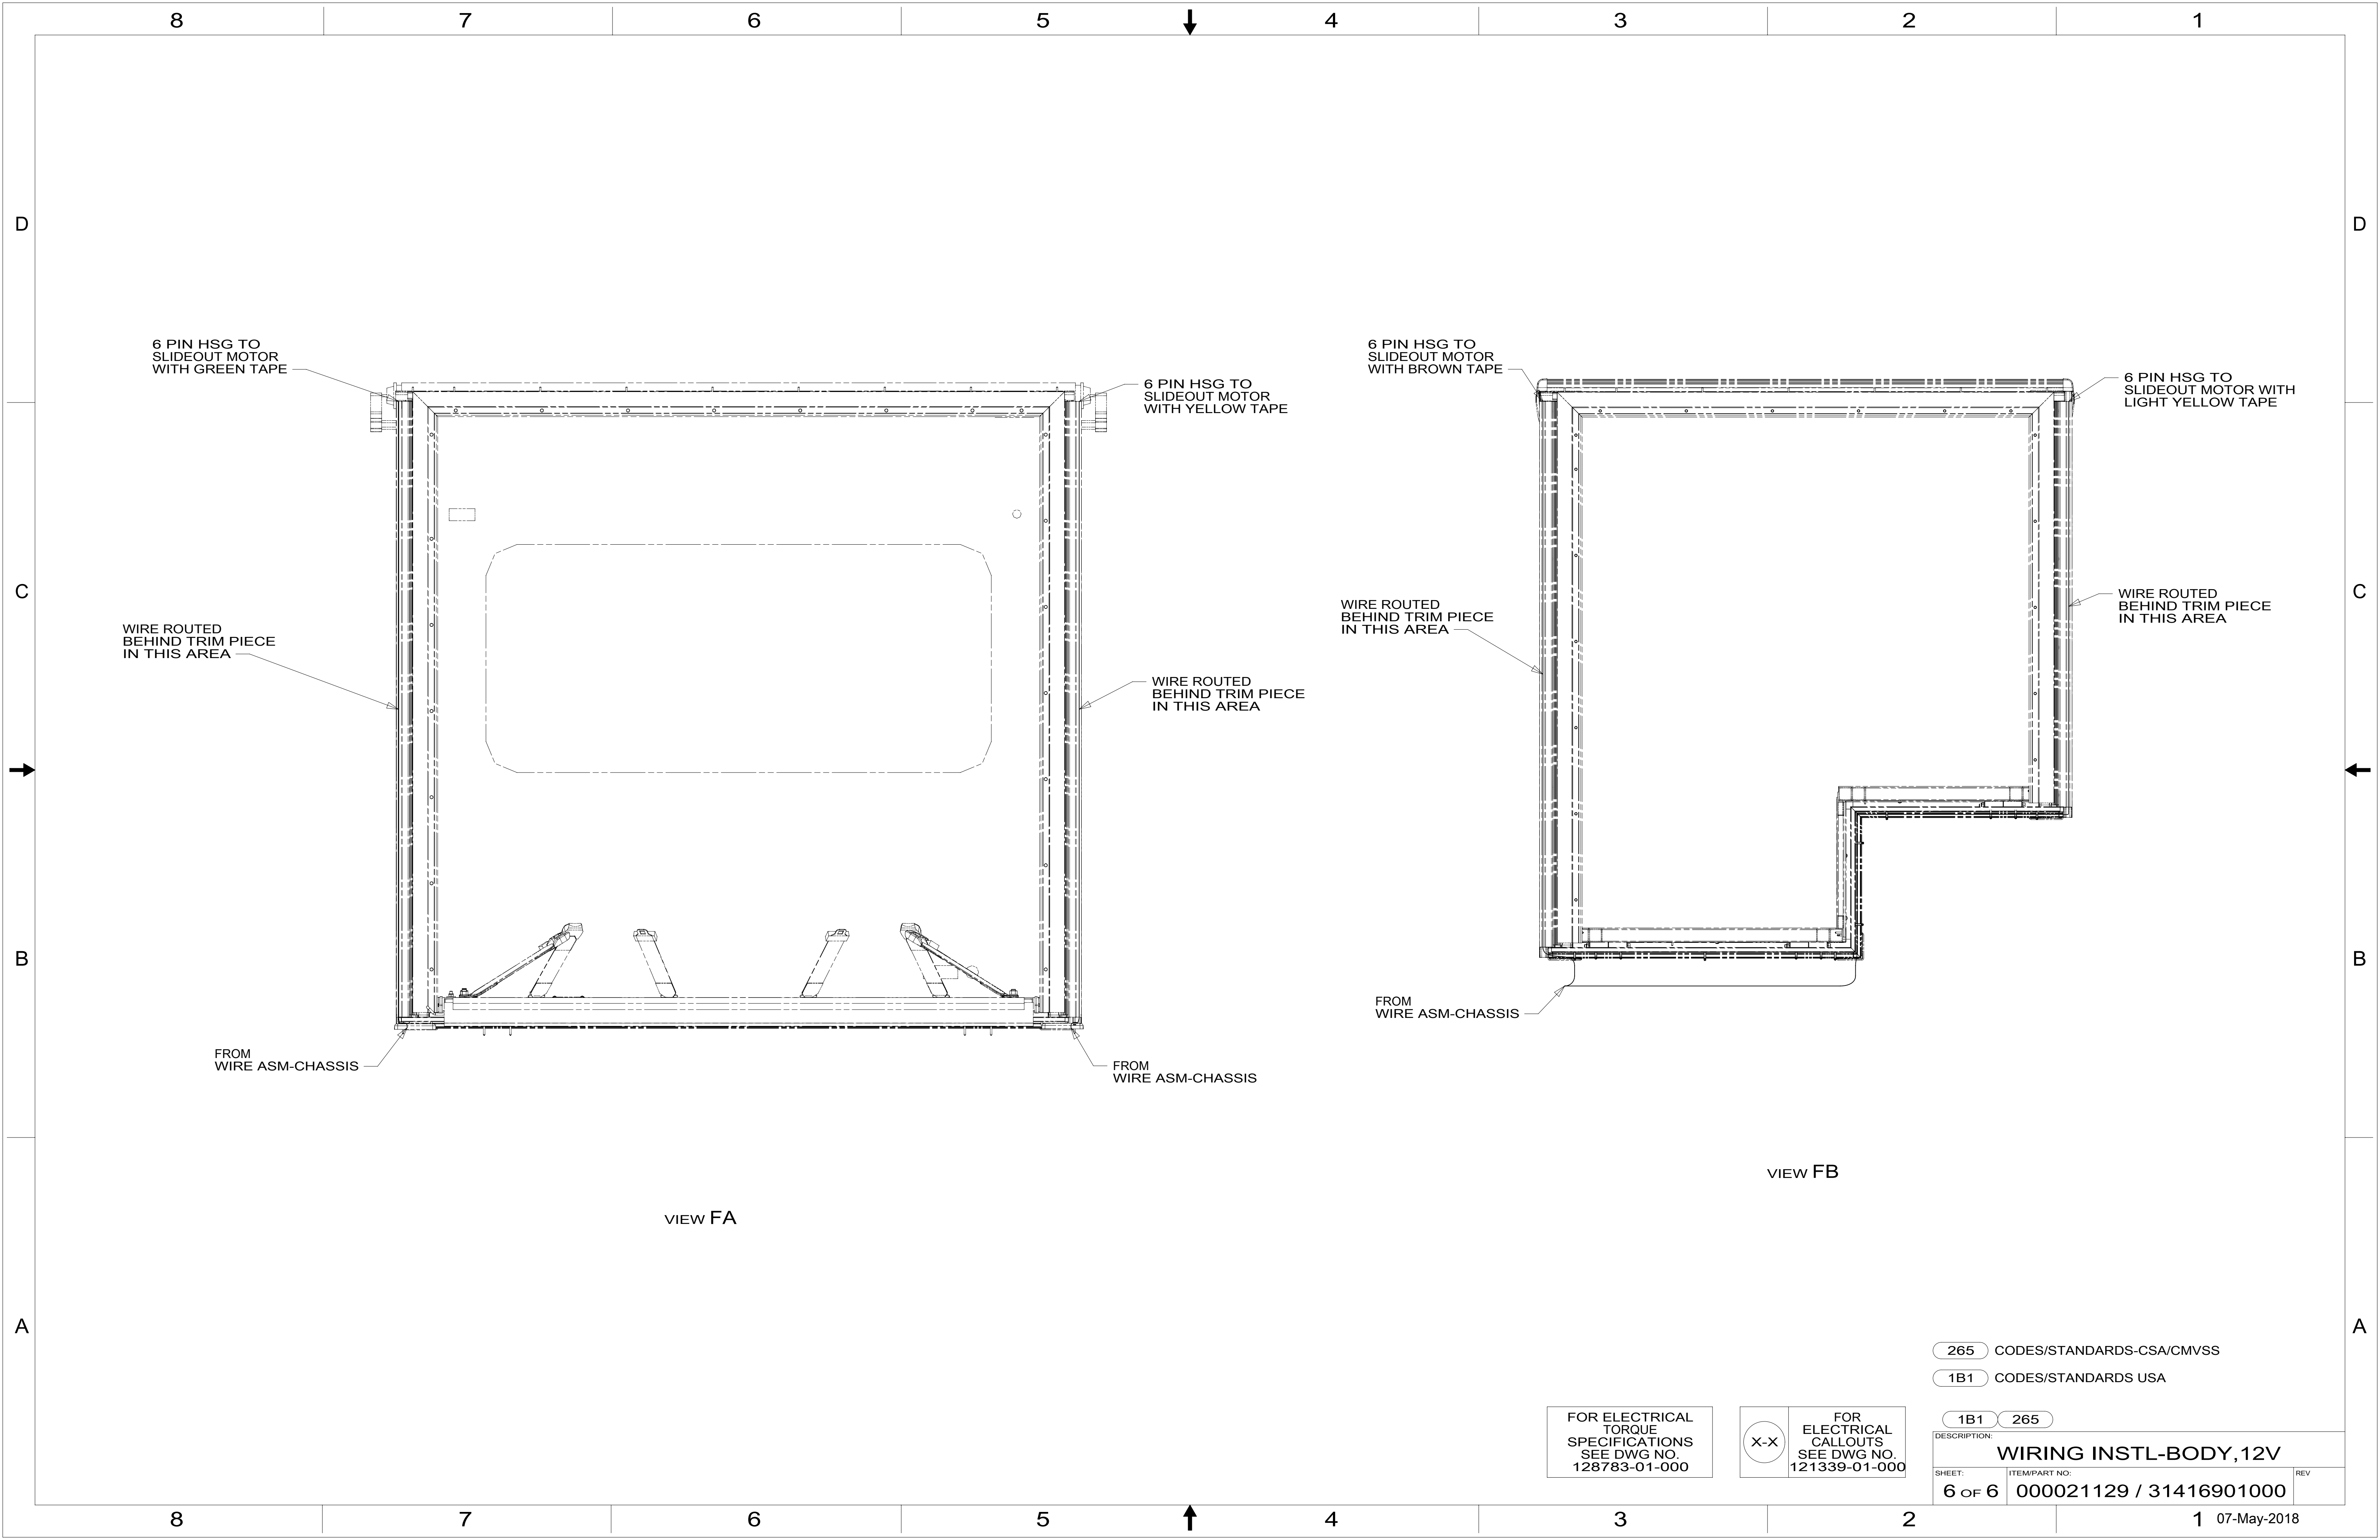 8 7 6 5 4 3 2 1
D
D
6 PIN HSG TO
SLIDEOUT MOTOR
WITH GREEN TAPE
6 PIN HSG TO
SLIDEOUT MOTOR
WITH YELLOW TAPE
6 PIN HSG TO
SLIDEOUT MOTOR
WITH BROWN TAPE
6 PIN HSG TO
SLIDEOUT MOTOR WITH
LIGHT YELLOW TAPE
C
C
WIRE ROUTED
BEHIND TRIM PIECE
IN THIS AREA
WIRE ROUTED
BEHIND TRIM PIECE
IN THIS AREA
WIRE ROUTED
BEHIND TRIM PIECE
IN THIS AREA
WIRE ROUTED
BEHIND TRIM PIECE
IN THIS AREA
B
B
FROM
WIRE ASM-CHASSIS
FROM
WIRE ASM-CHASSIS
FROM
WIRE ASM-CHASSIS
VIEW FA
VIEW FB
A
A
265 CODES/STANDARDS-CSA/CMVSS
1B1 CODES/STANDARDS USA
FOR ELECTRICAL
TORQUE
SPECIFICATIONS
SEE DWG NO.
128783-01-000
X-X
FOR
ELECTRICAL
CALLOUTS
SEE DWG NO.
121339-01-000
1B1 265
DESCRIPTION:
WIRING INSTL-BODY,12V
SHEET:
6 OF 6
ITEM/PART NO:
000021129 / 31416901000
REV
8 7 6 5 4 3 2 1
07-May-2018